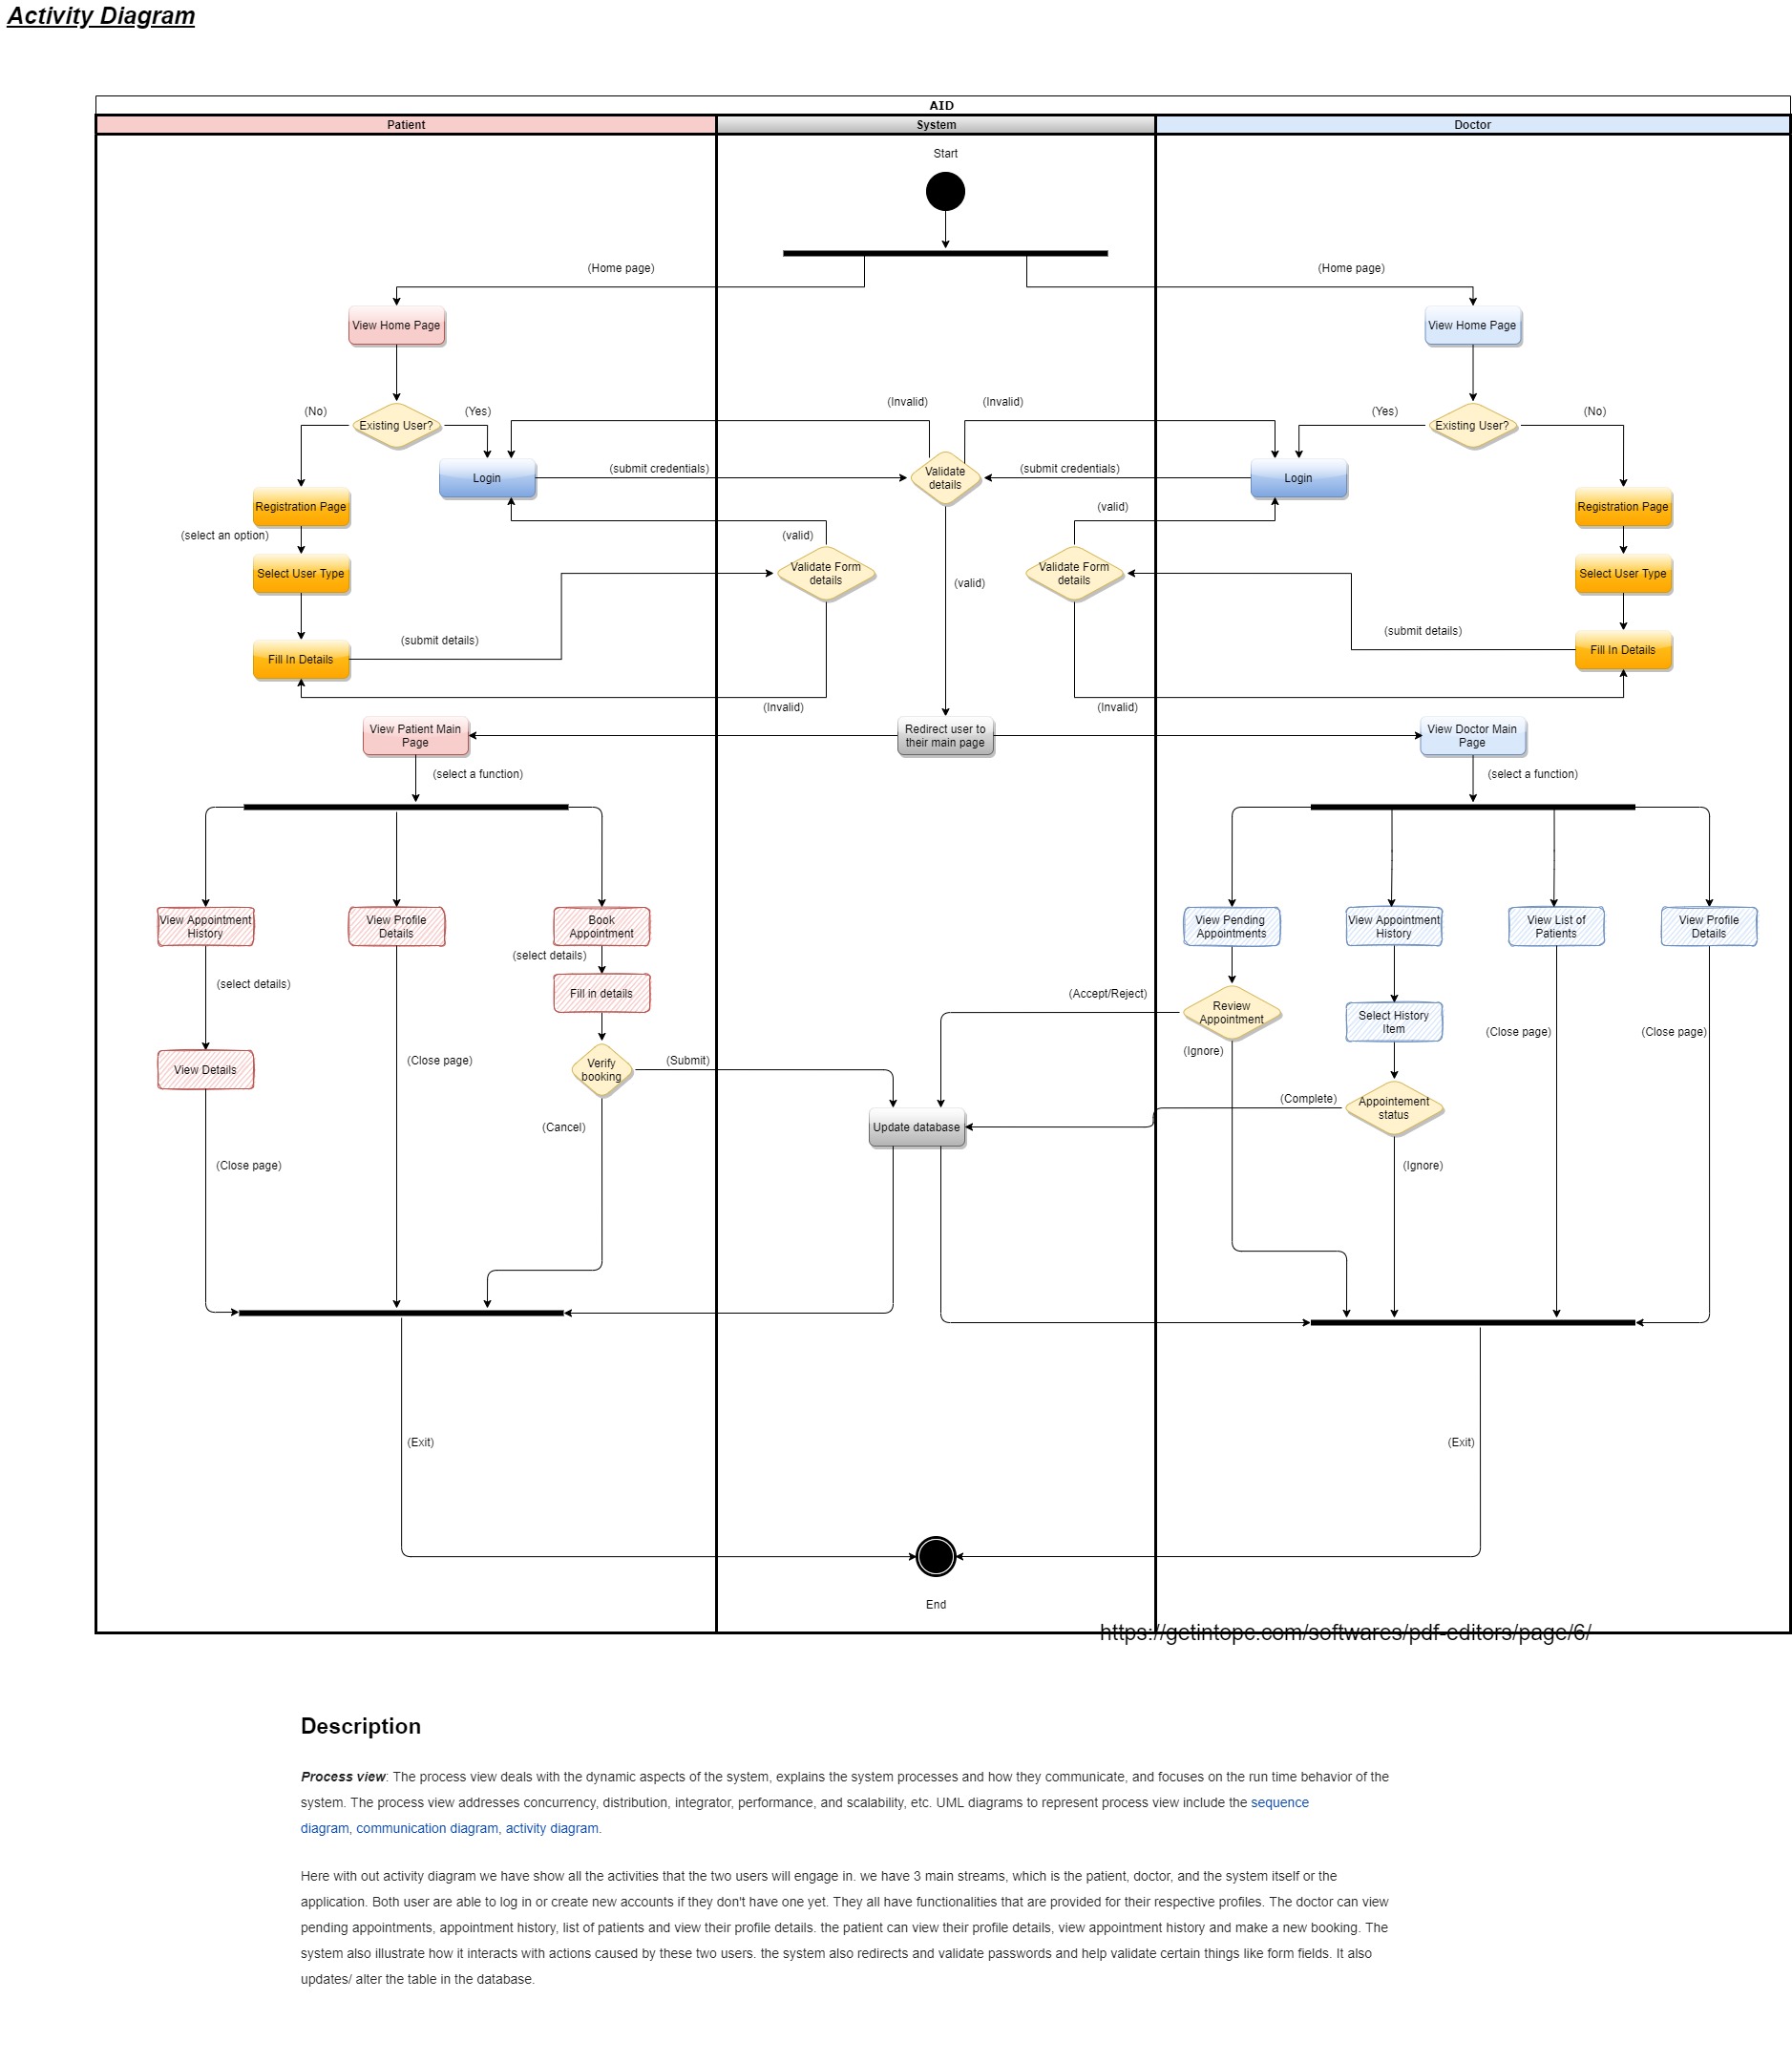 Activity Diagram
AID
Patient
System
Doctor
Start
(Home page)
(Home page)
View Home Page
View Home Page
(No)
Existing User?
(Yes)
(Invalid)
(Invalid)
(Yes)
Existing User?
(No)
Login
(submit credentials)
Validate
details
(submit credentials)
Login
Registration Page
(select an option)
(valid)
(valid)
Registration Page
Select User Type
Validate Form
details
(valid)
Validate Form
details
Select User Type
Fill In Details
(submit details)
(submit details)
Fill In Details
(Invalid)
(Invalid)
View Patient Main
Page
Redirect user to
their main page
View Doctor Main
Page
(select a function)
(select a function)
View Appointment
History
View Profile
Details
Book
Appointment
View Pending
Appointments
View Appointment
History
View List of
Patients
View Profile
Details
(select details)
(select details)
Fill in details
(Accept/Reject)
Review
Appointment
Select History
Item
(Close page)
(Close page)
(Ignore)
View Details
(Close page)
Verify
booking
(Submit)
(Cancel)
Update database
(Complete)
Appointement
status
(Close page)
(Ignore)
(Exit)
(Exit)
End
https://getintopc.com/softwares/pdf-editors/page/6/
Description
Process view: The process view deals with the dynamic aspects of the system, explains the system processes and how they communicate, and focuses on the run time behavior of the
system. The process view addresses concurrency, distribution, integrator, performance, and scalability, etc. UML diagrams to represent process view include the sequence
diagram, communication diagram, activity diagram.
Here with out activity diagram we have show all the activities that the two users will engage in. we have 3 main streams, which is the patient, doctor, and the system itself or the
application. Both user are able to log in or create new accounts if they don't have one yet. They all have functionalities that are provided for their respective profiles. The doctor can view
pending appointments, appointment history, list of patients and view their profile details. the patient can view their profile details, view appointment history and make a new booking. The
system also illustrate how it interacts with actions caused by these two users. the system also redirects and validate passwords and help validate certain things like form fields. It also
updates/ alter the table in the database.